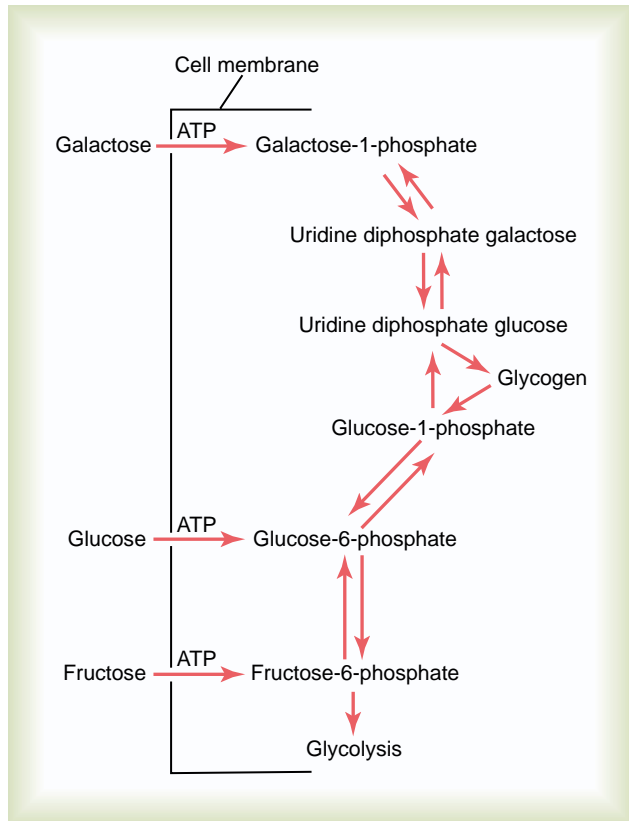 Cell membrane
ATP
Galactose
Galactose-1-phosphate
Uridine diphosphate galactose
Uridine diphosphate glucose
Glycogen
Glucose-1-phosphate
ATP
Glucose
Glucose-6-phosphate
ATP
Fructose
Fructose-6-phosphate
Glycolysis